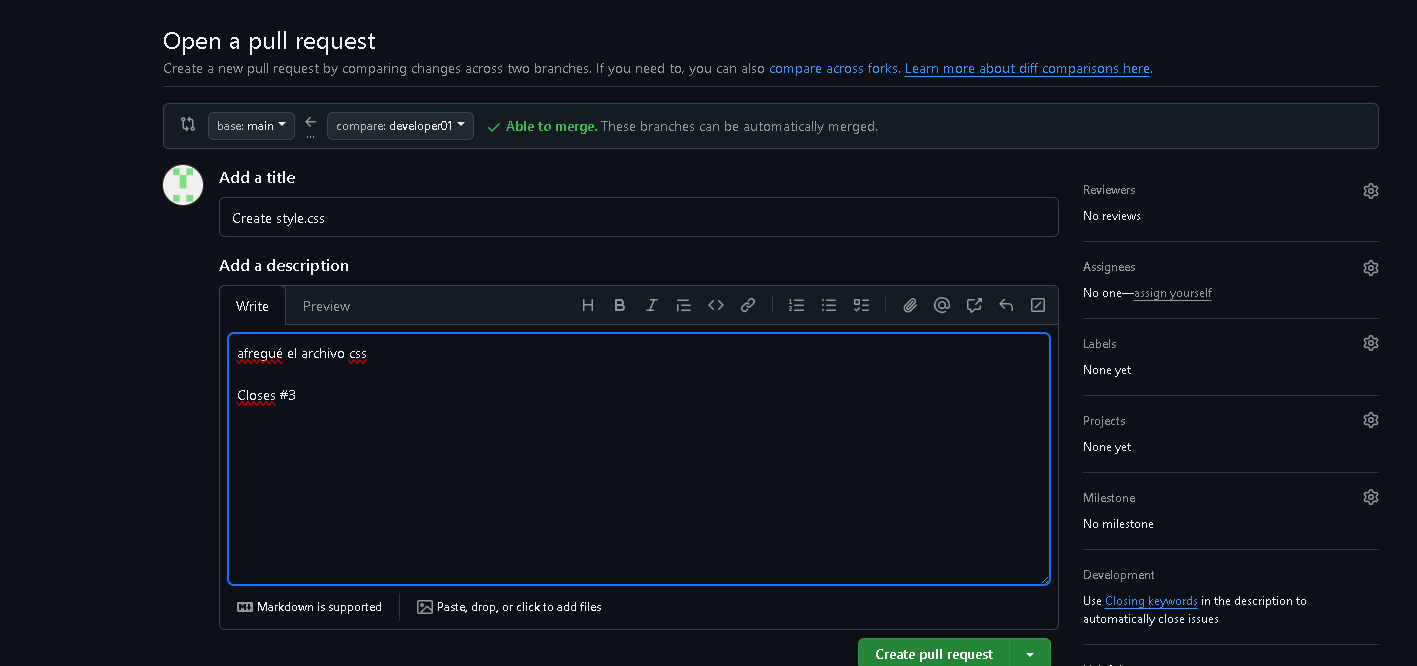 Open a pull request
Create a new pull request by comparing changes across two branches. If you need to, you can also compare across forks. Learn more about diff comparisons here.
base: main
...
compare: developer01
Able to merge. These branches can be automatically merged.
Add a title
Create style.css
Add a description
Write
Preview
afregué el archivo css
Closes #3
Markdown is supported
Paste, drop, or click to add files
Create pull request
Reviewers
No reviews
Assignees
No one—assign yourself
Labels
None yet
Projects
None yet
Milestone
No milestone
Development
Use Closing keywords in the description to
automatically close issues